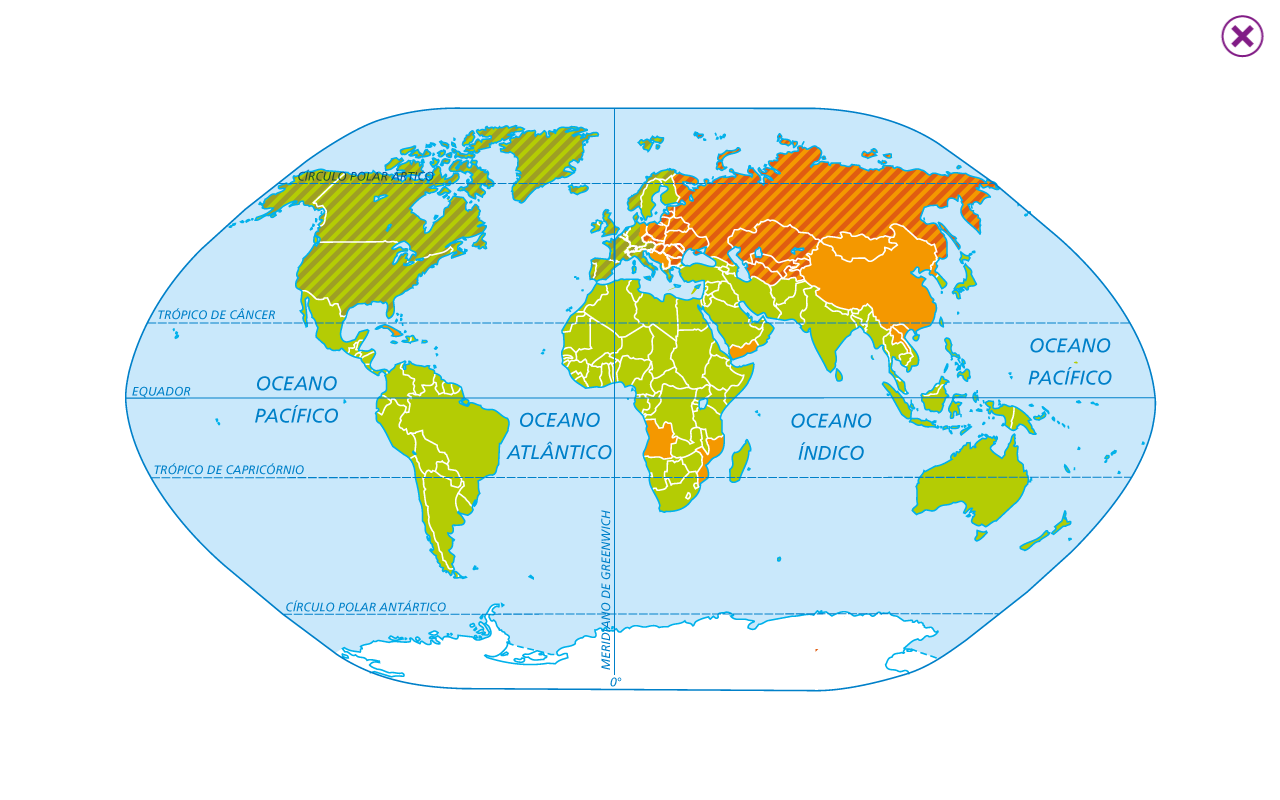 CÍRCULO POLAR ÁRTICO
TRÓPICO DE CÂNCER
OCEANO
PACÍFICO
EQUADOR
OCEANO
PACÍFICO
OCEANO
ATLÂNTICO
OCEANO
ÍNDICO
TRÓPICO DE CAPRICÓRNIO
MERIDIANO DE GREENWICH
CÍRCULO POLAR ANTÁRTICO
0°